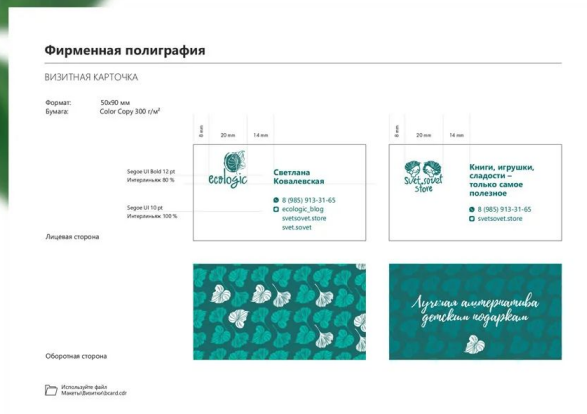 Фирменная полиграфия
ВИЗИТНАЯ КАРТОЧКА
Формат: 50x90 мм
Бумага: Color Copy 300 г/м²
8 mm 20 mm 14 mm
8 mm 20 mm 14 mm
Segoe UI Bold 12 pt
Интерлиньяж 80 %
Segoe UI 10 pt
Интерлиньяж 100 %
Лицевая сторона
ecologic
Светлана
Ковалевская
8 (985) 913-31-65
ecologic_blog
svetsovet.store
svet.sovet
svet sovet
store
Книги, игрушки,
сладости –
только самое
полезное
8 (985) 913-31-65
svetsovet.store
Оборотная сторона
Лучшая альтернатива
детским подаркам
Используйте файл
Макеты\Визитки\bcard.cdr